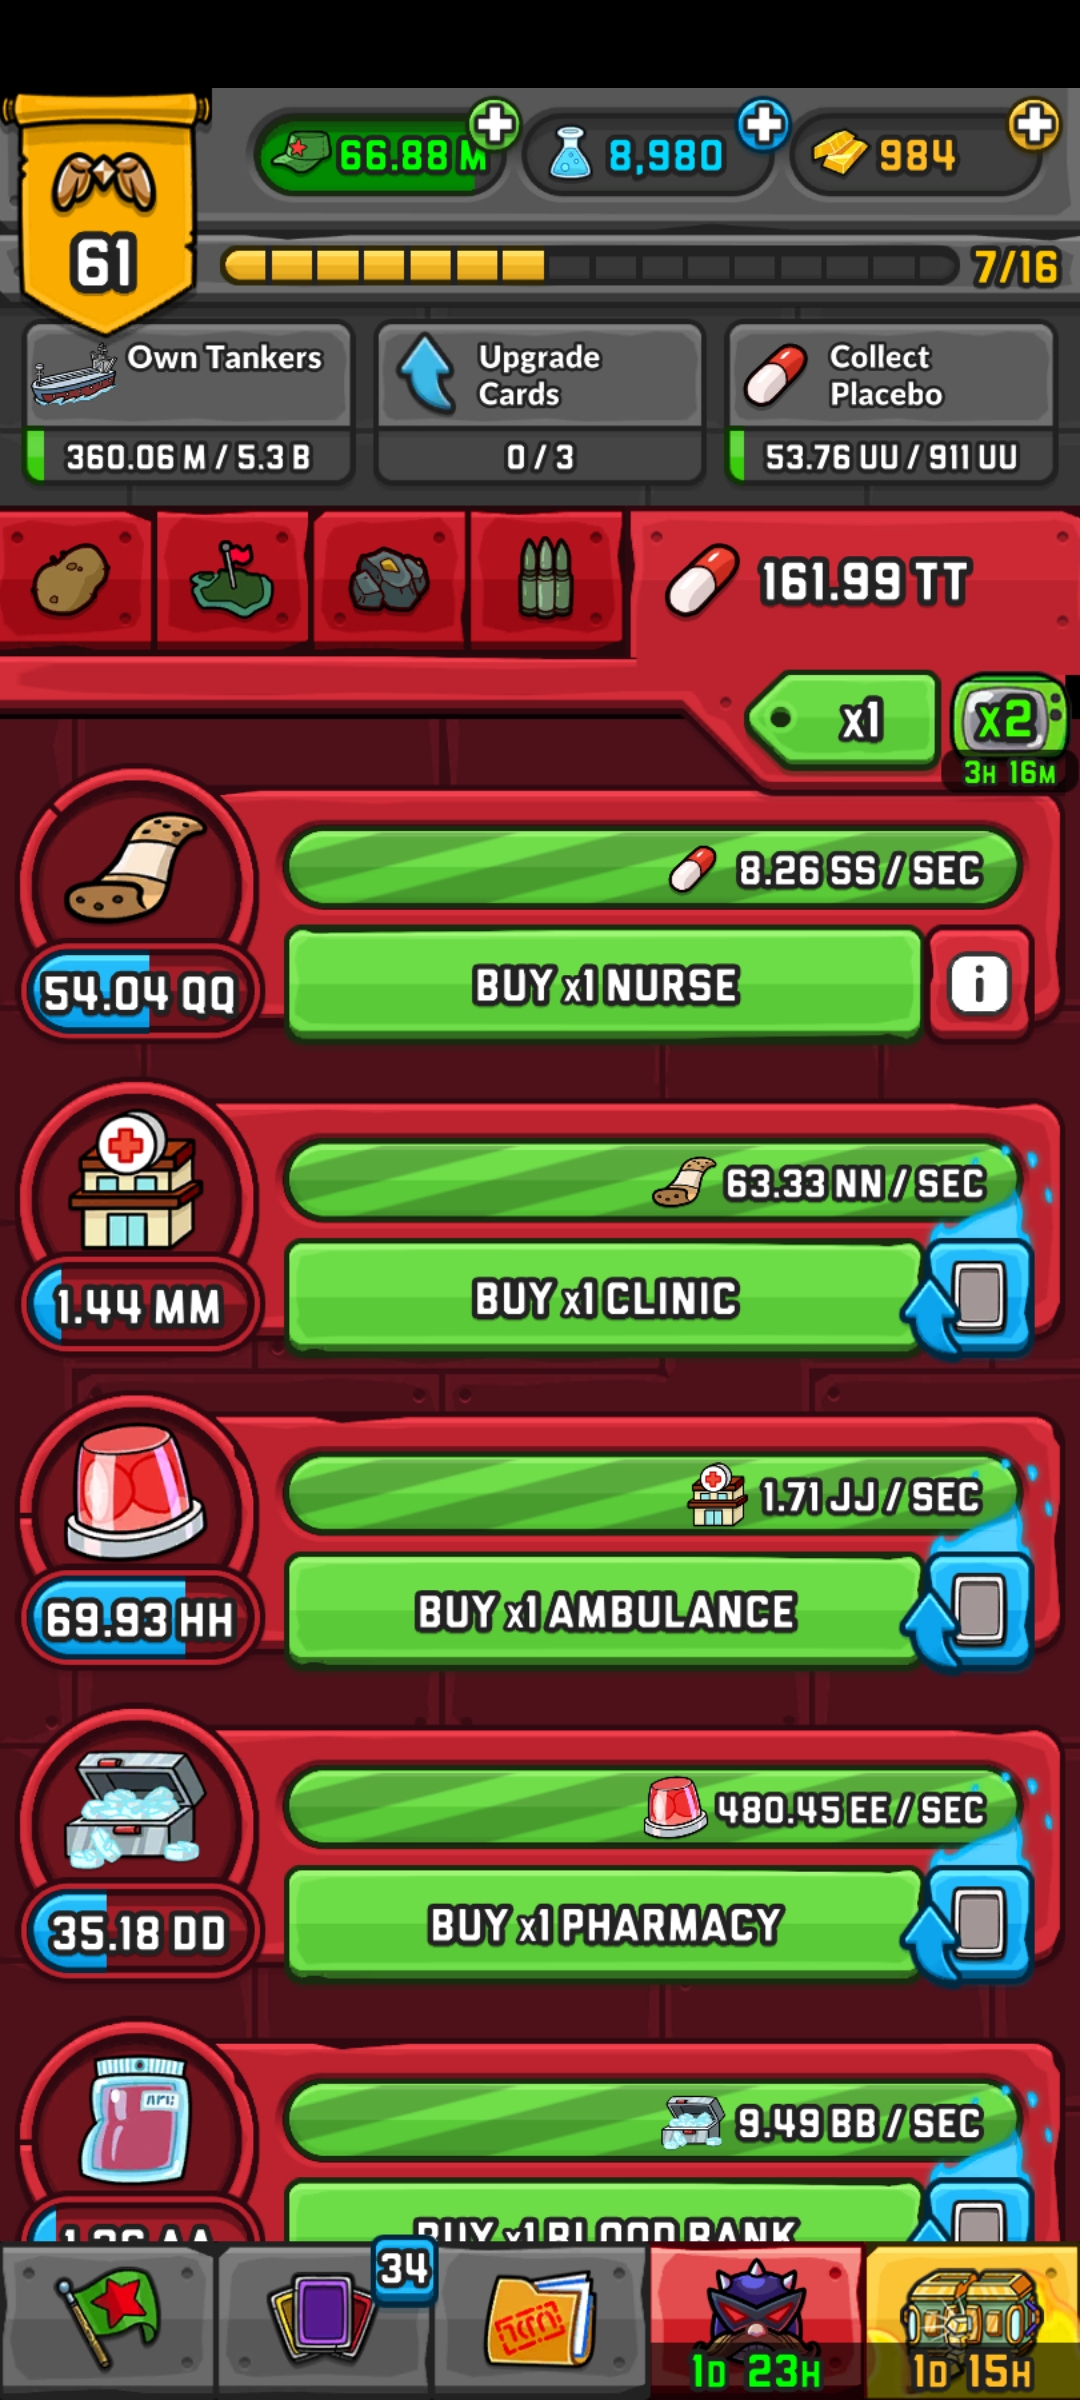 66.88 M
8,980
984
61
7/16
Own Tankers
360.06 M / 5.3 B
Upgrade
Cards
0 / 3
Collect
Placebo
53.76 UU / 911 UU
161.99 TT
x1
x2
3H 16M
8.26 SS / SEC
54.04 QQ
BUY x1 NURSE
i
63.33 NN / SEC
1.44 MM
BUY x1 CLINIC
1.71 JJ / SEC
69.93 HH
BUY x1 AMBULANCE
480.45 EE / SEC
35.18 DD
BUY x1 PHARMACY
9.49 BB / SEC
BUY x1 BLOOD BANK
34
1D 23H
1D 15H